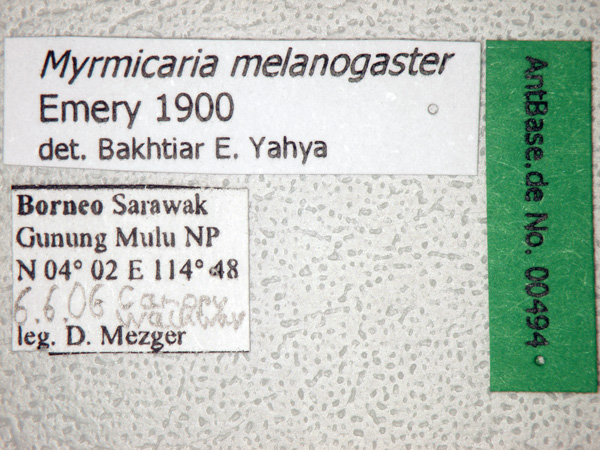 Myrmicaria melanogaster
Emery 1900
det. Bakhtiar E. Yahya
Borneo Sarawak
Gunung Mulu NP
N 04° 02 E 114° 48
6.6.06 Canopy
walkway
leg. D. Mezger
AntBase.de No. 00494